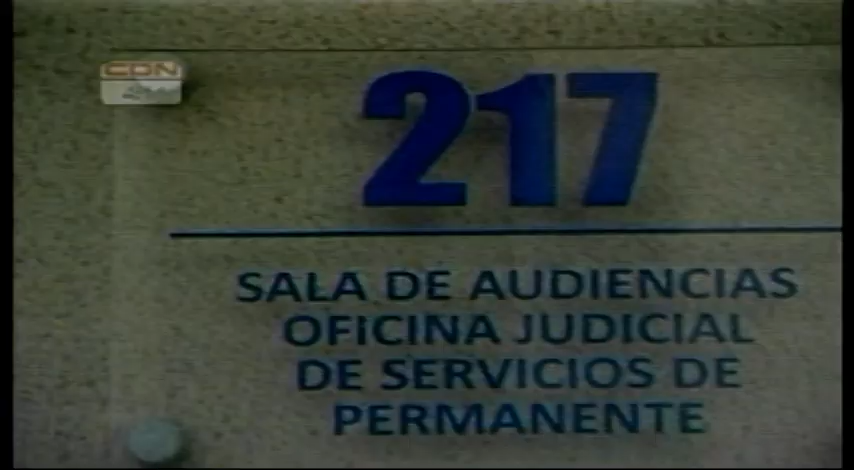 CDN
217
SALA DE AUDIENCIAS
OFICINA JUDICIAL
DE SERVICIOS DE
PERMANENTE